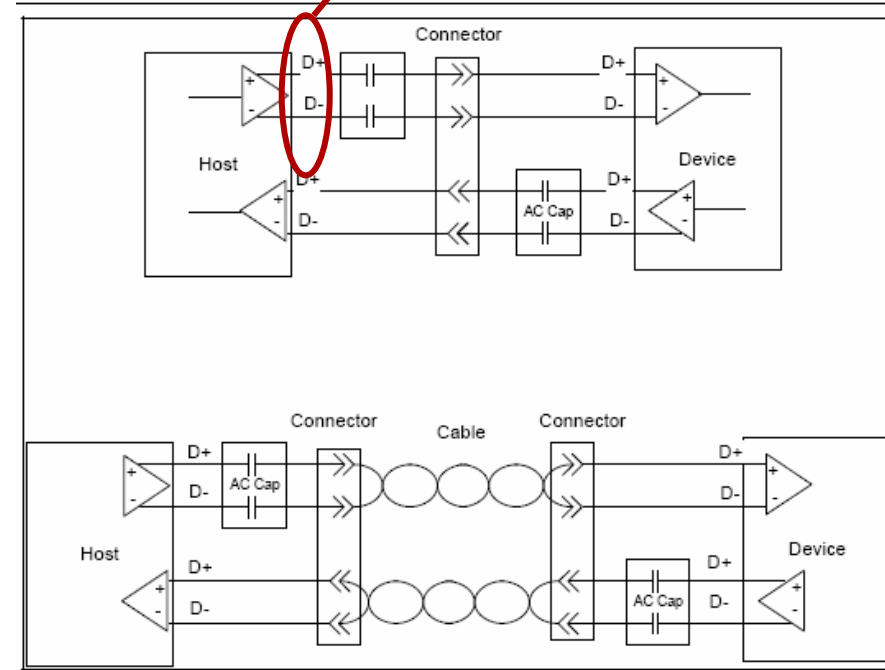 Connector
D+ D+
+ +
D- D-
- -
Host Device
D+ D+
+ AC Cap +
D- D-
- -
Connector Cable Connector
D+ D+
+ AC Cap +
D- D-
- -
Host Device
D+ D+
+ AC Cap +
D- D-
- -